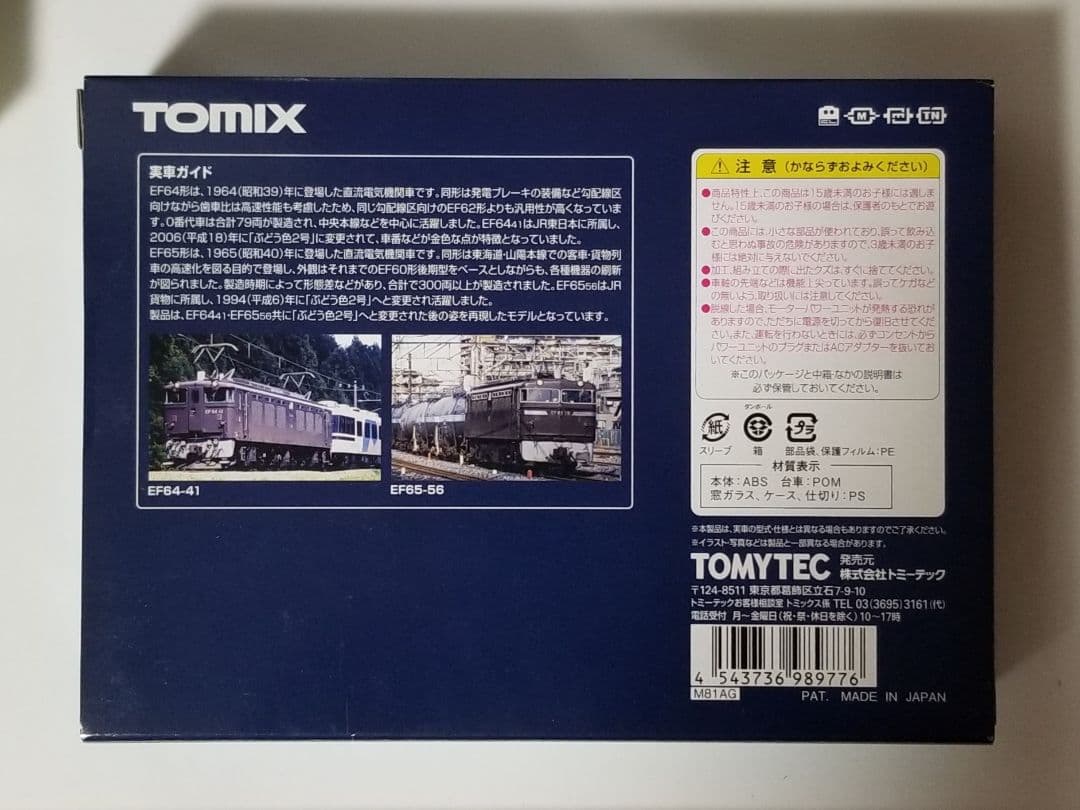 TOMIX
M TN
実車ガイド
EF64形は、1964(昭和39)年に登場した直流電気機関車です。同形は発電ブレーキの装備など勾配線区
向けながら歯車比は高速性能も考慮したため、同じ勾配線区向けのEF62形よりも汎用性が高くなっていま
す。0番代車は合計79両が製造され、中央本線などを中心に活躍しました。EF6441はJR東日本に所属し、
2006(平成18)年に「ぶどう色2号」に変更されて、車番などが金色な点が特徴となっていました。
EF65形は、1965(昭和40)年に登場した直流電気機関車です。同形は東海道・山陽本線での客車・貨物列
車の高速化を図る目的で登場し、外観はそれまでのEF60形後期型をベースとしながらも、各種機器の刷新
が図られました。製造時期によって形態差などがあり、合計で300両以上が製造されました。EF6556はJR
貨物に所属し、1994(平成6)年に「ぶどう色2号」へと変更され活躍しました。
製品は、EF6441・EF6556共に「ぶどう色2号」へと変更された後の姿を再現したモデルとなっています。
EF64-41
EF65-56
⚠注意(かならずおよみください)
●商品特性上、この商品は15歳未満のお子様には適しま
せん。15歳未満のお子様の場合は、保護者のもとでお遊
びください。
●この商品には、小さな部品が使われており、誤って飲み込
むと思わぬ事故の危険がありますので、3歳未満のお子
様には絶対に与えないでください。
●加工、組み立ての際に出たクズは、すぐに捨ててください。
●車軸の先端などは機能上尖っています。誤ってケガなど
の無いよう、取り扱いには注意してください。
●脱線した場合、モーターパワーユニットが発熱する恐れが
ありますので、ただちに電源を切ってから復旧させてくだ
さい。また、運転を行わないときには、必ずコンセントから
パワーユニットのプラグまたはACアダプターを抜いてお
いてください。
※このパッケージと中箱・なかの説明書は
必ず保管しておいてください。
ダンボール
紙 プラ
スリーブ 箱 部品袋、保護フィルム:PE
材質表示
本体:ABS 台車:POM
窓ガラス、ケース、仕切り:PS
※本製品は、実車の型式・仕様とは異なる場合もありますのでご了承ください。
※イラスト・写真などは製品と一部異なる場合があります。
TOMYTEC 発売元
株式会社トミーテック
〒124-8511 東京都葛飾区立石7-9-10
トミーテックお客様相談室 トミックス係 TEL 03(3695)3161(代)
電話受付 月〜金曜日(祝・祭・休日を除く)10〜17時
4 543736 989776
M81AG
PAT. MADE IN JAPAN